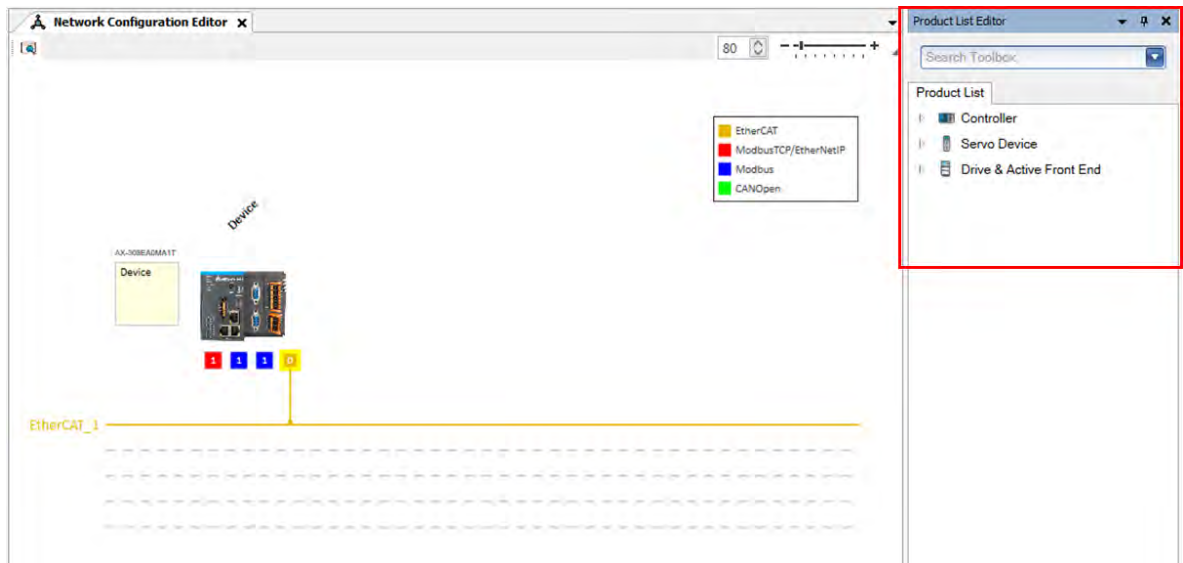 Network Configuration Editor
Product List Editor
80
Search Toolbox
Product List
Controller
Servo Device
Drive & Active Front End
EtherCAT
ModbusTCP/EtherNetIP
Modbus
CANOpen
Device
AX-308EA0MA1T
Device
1 1 1 0
EtherCAT_1